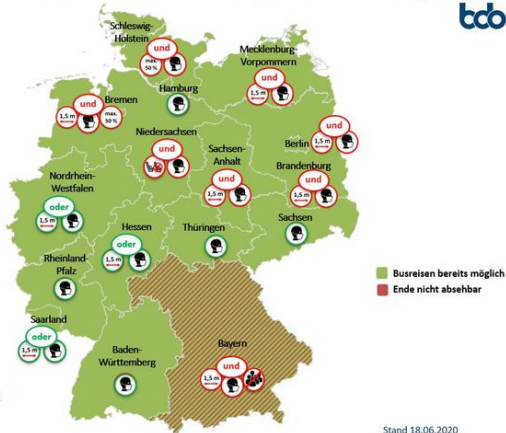 bdo
Schleswig-
Holstein
und
max.
50 %
Mecklenburg-
Vorpommern
und
1,5 m
Hamburg
und
Bremen
1,5 m
max.
50 %
Niedersachsen
und
Sachsen-
Anhalt
und
1,5 m
Berlin
und
1,5 m
Brandenburg
und
1,5 m
Nordrhein-
Westfalen
oder
1,5 m
Hessen
oder
1,5 m
Thüringen
Sachsen
Rheinland-
Pfalz
Saarland
oder
1,5 m
Baden-
Württemberg
Bayern
und
1,5 m
Busreisen bereits möglich
Ende nicht absehbar
Stand 18.06.2020